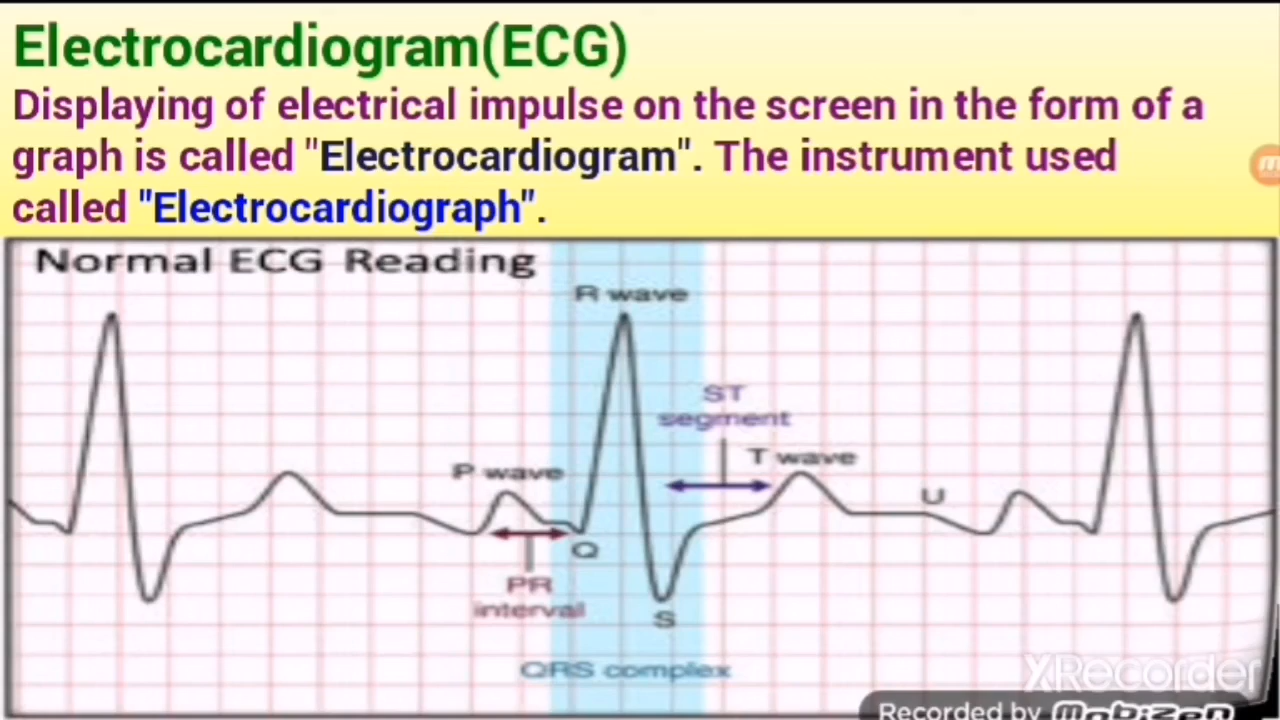 Electrocardiogram(ECG)
Displaying of electrical impulse on the screen in the form of a
graph is called "Electrocardiogram". The instrument used
called "Electrocardiograph".
Normal ECG Reading
R wave
ST
segment
P wave
T wave
U
Q
PR
interval
S
QRS complex
XRecorder
Recorded by Mobizen